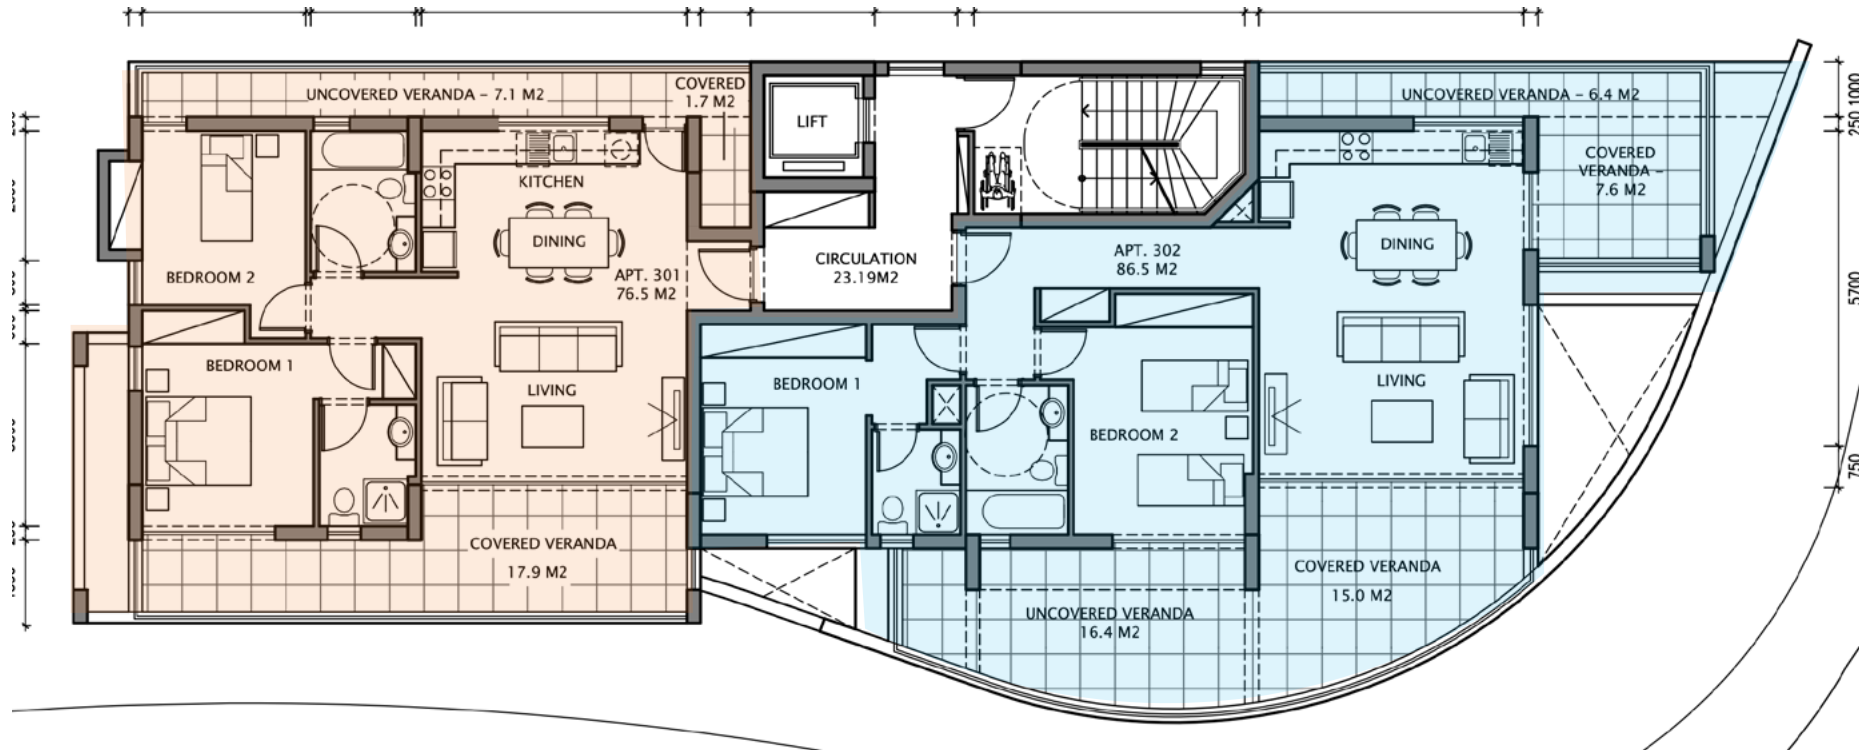 UNCOVERED VERANDA – 7.1 M2
COVERED
1.7 M2
LIFT
UNCOVERED VERANDA – 6.4 M2
COVERED
VERANDA –
7.6 M2
KITCHEN
DINING
BEDROOM 2
APT. 301
76.5 M2
CIRCULATION
23.19M2
APT. 302
86.5 M2
DINING
BEDROOM 1
LIVING
BEDROOM 1
BEDROOM 2
LIVING
COVERED VERANDA
17.9 M2
UNCOVERED VERANDA
16.4 M2
COVERED VERANDA
15.0 M2
1000
250
5700
750